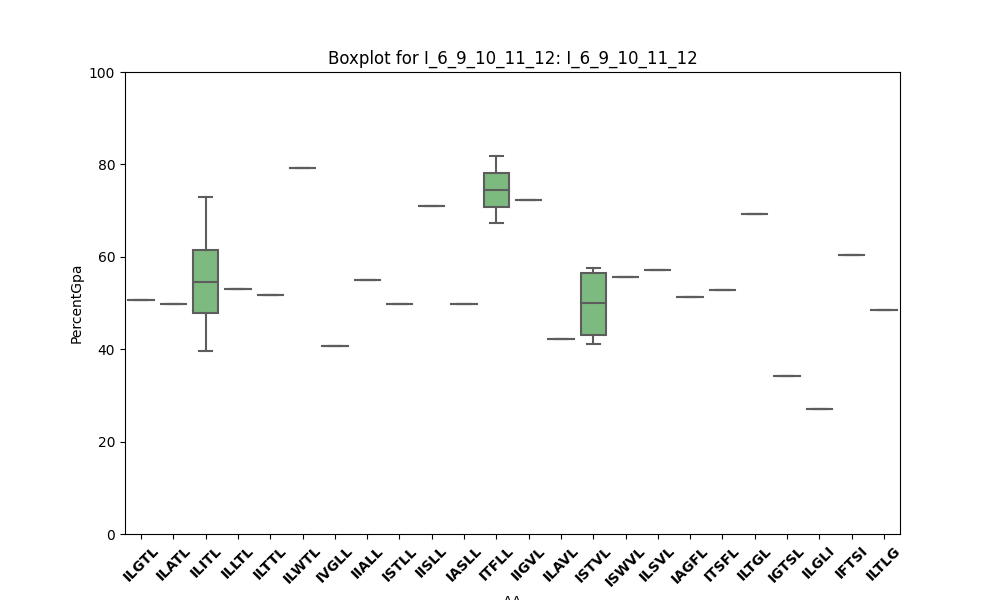 Boxplot for I_6_9_10_11_12: I_6_9_10_11_12
PercentGpa
100
80
60
40
20
0
ILGTL ILATL ILITL ILLTL ILTTL ILWTL IVGLL IIALL ISTLL IISLL IASLL ITFLL IIGVL ILAVL ISTVL ISWVL ILSVL IAGFL ITSFL ILTGL IGTSL ILGLI IFTSI ILTLG
AA